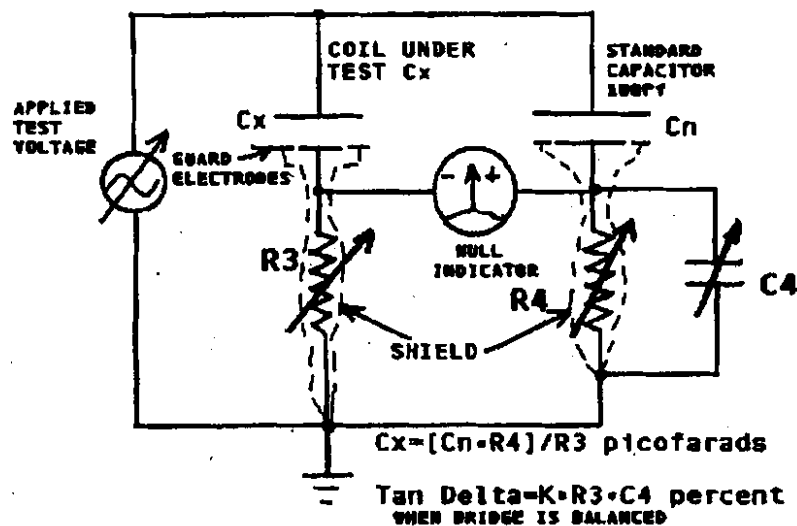 COIL UNDER
TEST Cx
STANDARD
CAPACITOR
100Pf
APPLIED
TEST
VOLTAGE
Cx
Cn
GUARD
ELECTRODES
- +
NULL
INDICATOR
R3
R4
C4
SHIELD
Cx=[Cn•R4]/R3 picofarads
Tan Delta=K•R3•C4 percent
WHEN BRIDGE IS BALANCED